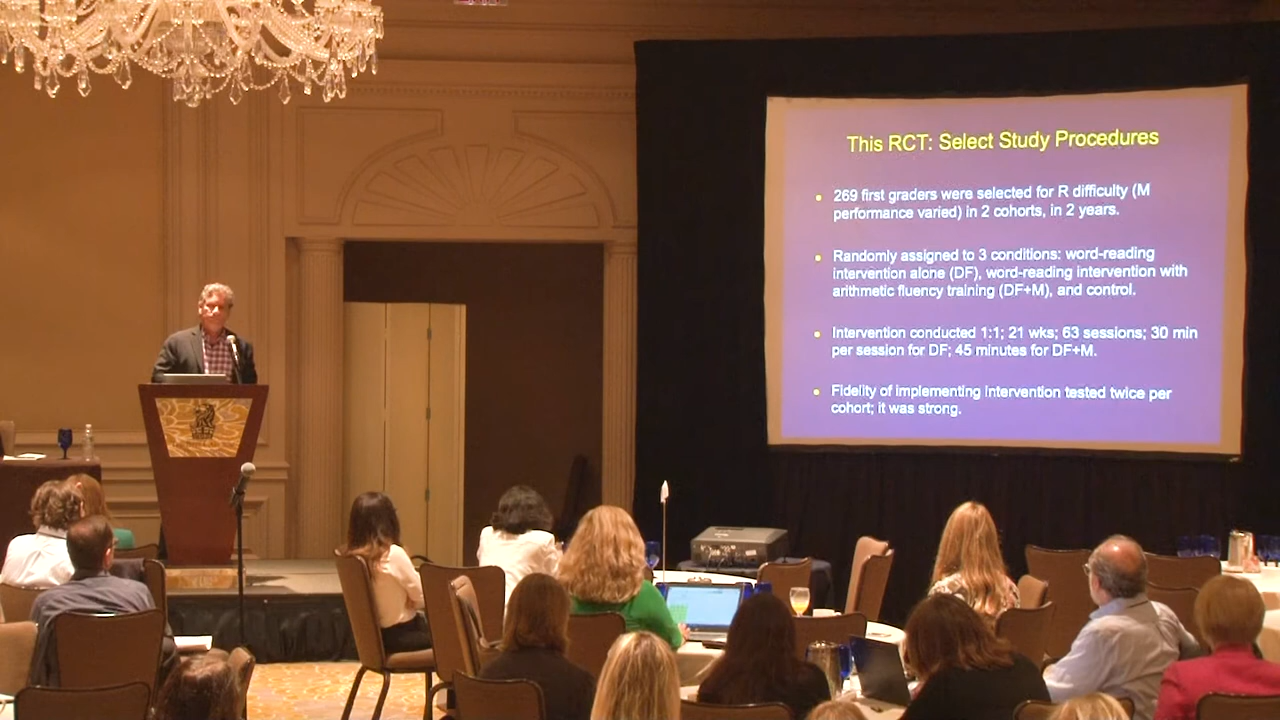 This RCT: Select Study Procedures
• 269 first graders were selected for R difficulty (M
performance varied) in 2 cohorts, in 2 years.
• Randomly assigned to 3 conditions: word-reading
intervention alone (DF), word-reading intervention with
arithmetic fluency training (DF+M), and control.
• Intervention conducted 1:1; 21 wks; 63 sessions; 30 min
per session for DF; 45 minutes for DF+M.
• Fidelity of implementing intervention tested twice per
cohort; it was strong.